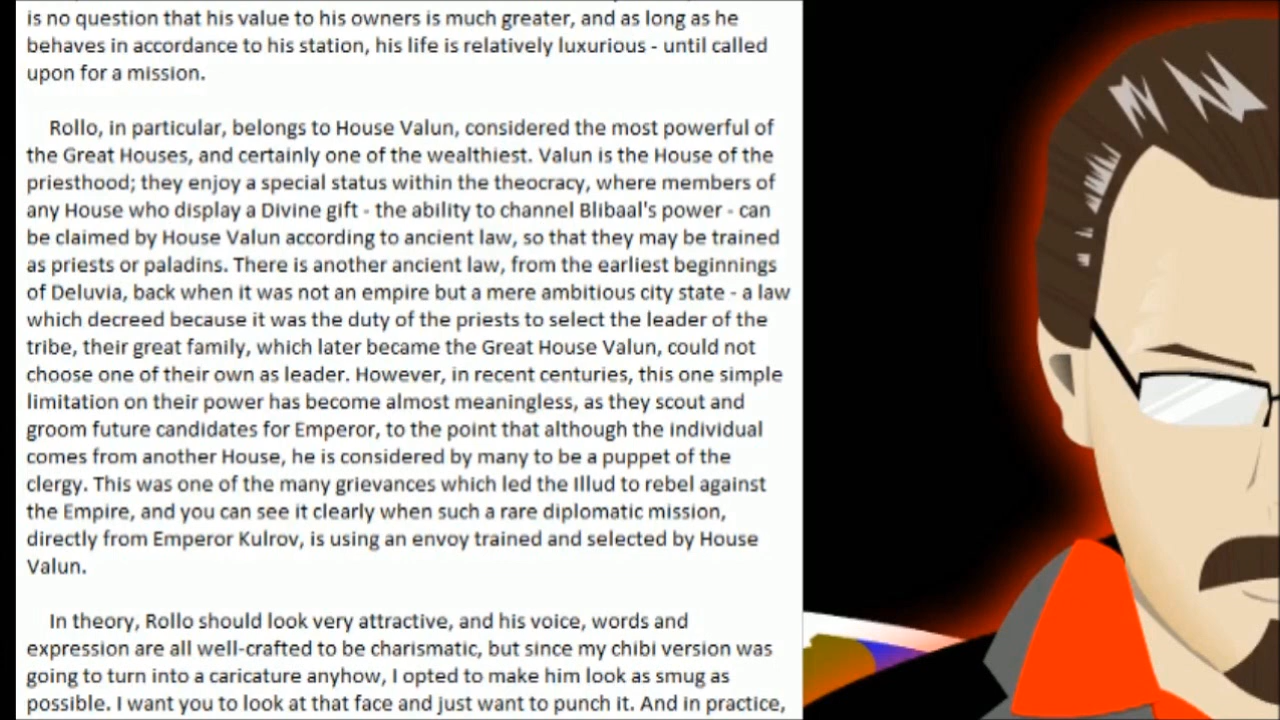 is no question that his value to his owners is much greater, and as long as he
behaves in accordance to his station, his life is relatively luxurious - until called
upon for a mission.
Rollo, in particular, belongs to House Valun, considered the most powerful of
the Great Houses, and certainly one of the wealthiest. Valun is the House of the
priesthood; they enjoy a special status within the theocracy, where members of
any House who display a Divine gift - the ability to channel Blibaal's power - can
be claimed by House Valun according to ancient law, so that they may be trained
as priests or paladins. There is another ancient law, from the earliest beginnings
of Deluvia, back when it was not an empire but a mere ambitious city state - a law
which decreed because it was the duty of the priests to select the leader of the
tribe, their great family, which later became the Great House Valun, could not
choose one of their own as leader. However, in recent centuries, this one simple
limitation on their power has become almost meaningless, as they scout and
groom future candidates for Emperor, to the point that although the individual
comes from another House, he is considered by many to be a puppet of the
clergy. This was one of the many grievances which led the Illud to rebel against
the Empire, and you can see it clearly when such a rare diplomatic mission,
directly from Emperor Kulrov, is using an envoy trained and selected by House
Valun.
In theory, Rollo should look very attractive, and his voice, words and
expression are all well-crafted to be charismatic, but since my chibi version was
going to turn into a caricature anyhow, I opted to make him look as smug as
possible. I want you to look at that face and just want to punch it. And in practice,